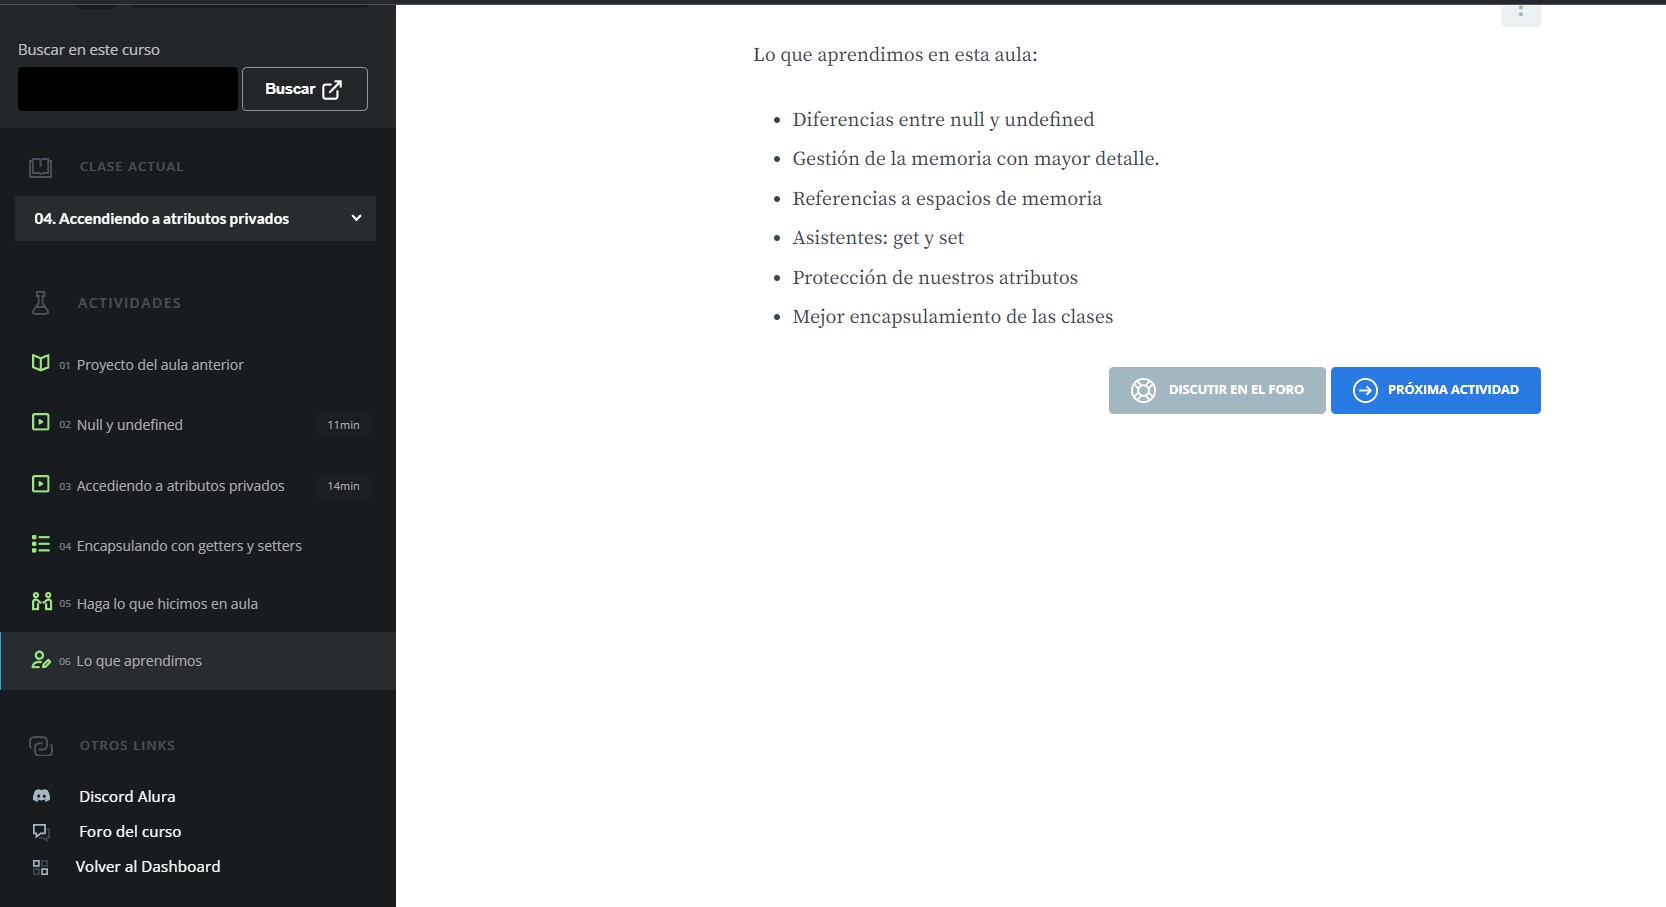 Buscar en este curso
Buscar
CLASE ACTUAL
04. Accendiendo a atributos privados
ACTIVIDADES
01 Proyecto del aula anterior
02 Null y undefined 11min
03 Accediendo a atributos privados 14min
04 Encapsulando con getters y setters
05 Haga lo que hicimos en aula
06 Lo que aprendimos
OTROS LINKS
Discord Alura
Foro del curso
Volver al Dashboard
Lo que aprendimos en esta aula:
• Diferencias entre null y undefined
• Gestión de la memoria con mayor detalle.
• Referencias a espacios de memoria
• Asistentes: get y set
• Protección de nuestros atributos
• Mejor encapsulamiento de las clases
DISCUTIR EN EL FORO
PRÓXIMA ACTIVIDAD